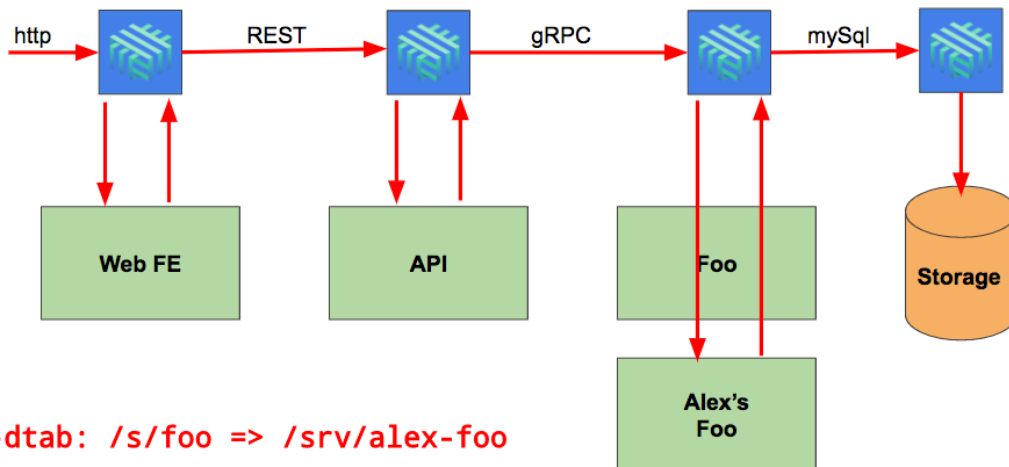 http
REST
gRPC
mySql
Web FE
API
Foo
Storage
Alex's
Foo
dtab: /s/foo => /srv/alex-foo